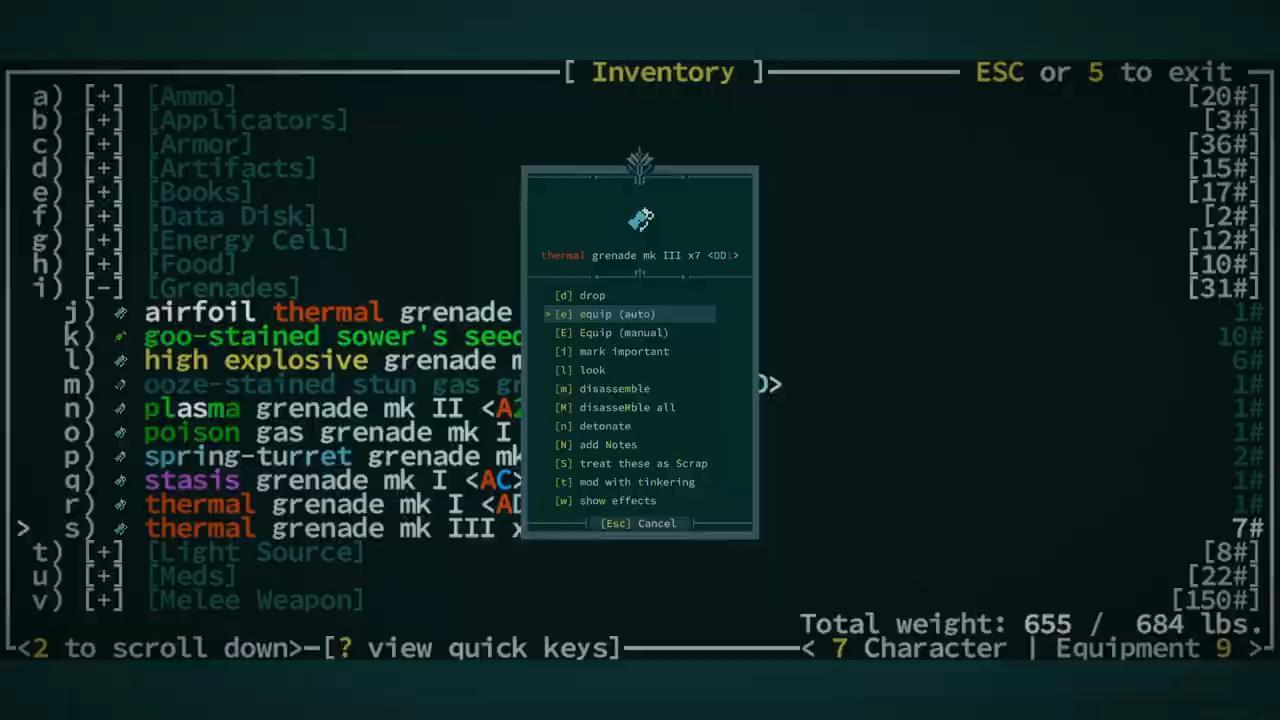 [ Inventory ] ESC or 5 to exit
a) [+] [Ammo] [20#]
b) [+] [Applicators] [3#]
c) [+] [Armor] [36#]
d) [+] [Artifacts] [15#]
e) [+] [Books] [17#]
f) [+] [Data Disk] [2#]
g) [+] [Energy Cell] [12#]
h) [+] [Food] [10#]
i) [-] [Grenades] [31#]
j) airfoil thermal grenade 1#
k) goo-stained sower's seed 10#
l) high explosive grenade m 6#
m) ooze-stained stun gas gr D> 1#
n) plasma grenade mk II <A2 1#
o) poison gas grenade mk I 1#
p) spring-turret grenade mk 2#
q) stasis grenade mk I <AC> 1#
r) thermal grenade mk I <AD 1#
> s) thermal grenade mk III x 7#
t) [+] [Light Source] [8#]
u) [+] [Meds] [22#]
v) [+] [Melee Weapon] [150#]
Total weight: 655 / 684 lbs.
<2 to scroll down> [? view quick keys] < 7 Character | Equipment 9 >
thermal grenade mk III x7 <DD1>
[d] drop
> [e] equip (auto)
[E] Equip (manual)
[i] mark important
[l] look
[m] disassemble
[M] disasseMble all
[n] detonate
[N] add Notes
[S] treat these as Scrap
[t] mod with tinkering
[w] show effects
[Esc] Cancel